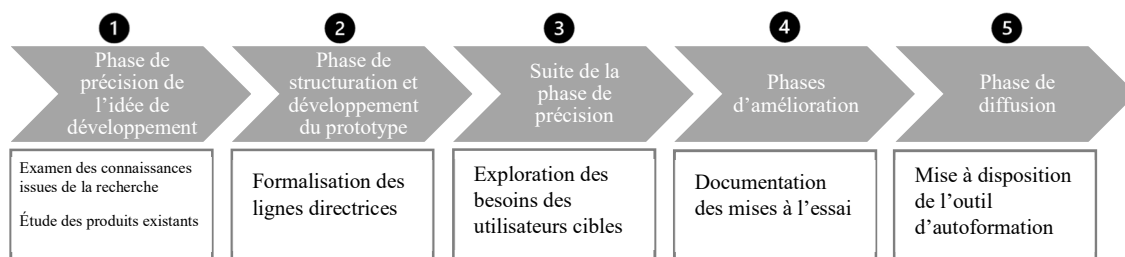 1
Phase de
précision de
l'idée de
développement
Examen des connaissances
issues de la recherche
Étude des produits existants
2
Phase de
structuration et
développement
du prototype
Formalisation des
lignes directrices
3
Suite de la
phase de
précision
Exploration des
besoins des
utilisateurs cibles
4
Phases
d'amélioration
Documentation
des mises à l'essai
5
Phase de
diffusion
Mise à disposition
de l'outil
d'autoformation